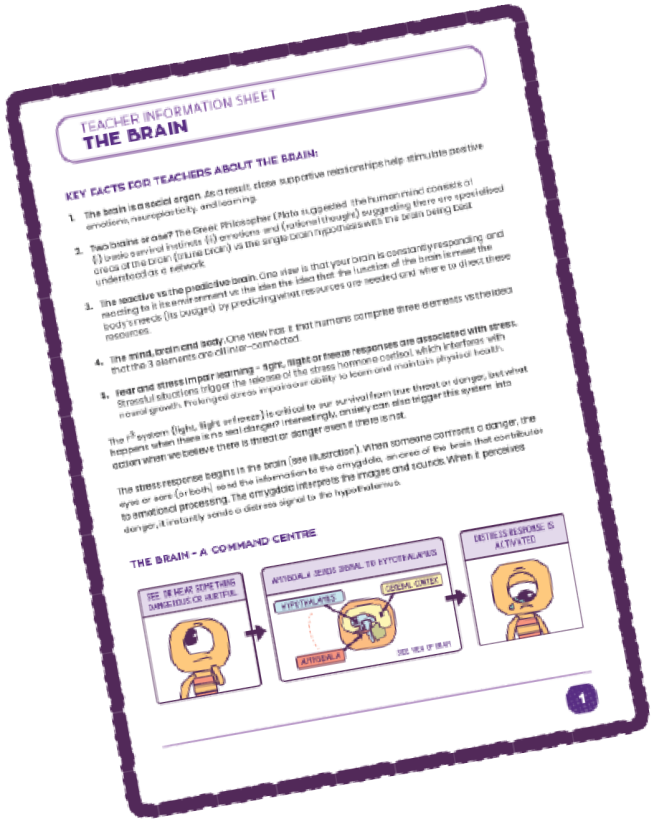 TEACHER INFORMATION SHEET
THE BRAIN
KEY FACTS FOR TEACHERS ABOUT THE BRAIN:
1. The brain is a social organ. As a result, close supportive relationships help stimulate positive
emotions, neuroplasticity, and learning.
2. Two brains or one? The Greek Philosopher (Plato suggested the human mind consists of
(i) basic survival instincts (ii) emotions and (rational thought) suggesting there are specialised
areas of the brain (triune brain) vs the single brain hypothesis with the brain being best
understood as a network.
3. The reactive vs the predictive brain. One view is that your brain is constantly responding and
reacting to it its environment vs the idea the idea that the function of the brain is meet the
body's needs (its budget) by predicting what resources are needed and where to direct these
resources.
4. The mind, brain and body. One view has it that humans comprise three elements vs the idea
that the 3 elements are all inter-connected.
5. Fear and stress impair learning - fight, flight or freeze responses are associated with stress.
Stressful situations trigger the release of the stress hormone cortisol, which interferes with
neural growth. Prolonged stress impairs our ability to learn and maintain physical health.
The system (fight, flight or freeze) is critical to our survival from true threat or danger, but what
happens when there is no real danger? Interestingly, anxiety can also trigger this system into
action when we believe there is threat or danger even if there is not.
The stress response begins in the brain (see illustration). When someone confronts a danger, the
eyes or ears (or both) send the information to the amygdala, an area of the brain that contributes
to emotional processing. The amygdala interprets the images and sounds. When it perceives
danger, it instantly sends a distress signal to the hypothalamus.
THE BRAIN - A COMMAND CENTRE
SEE OR HEAR SOMETHING
DANGEROUS OR HURTFUL
AMYGDALA SENDS SIGNAL TO HYPOTHALAMUS
HYPOTHALAMUS
CEREBRAL CORTEX
AMYGDALA
SIDE VIEW OF BRAIN
DISTRESS RESPONSE IS
ACTIVATED
1